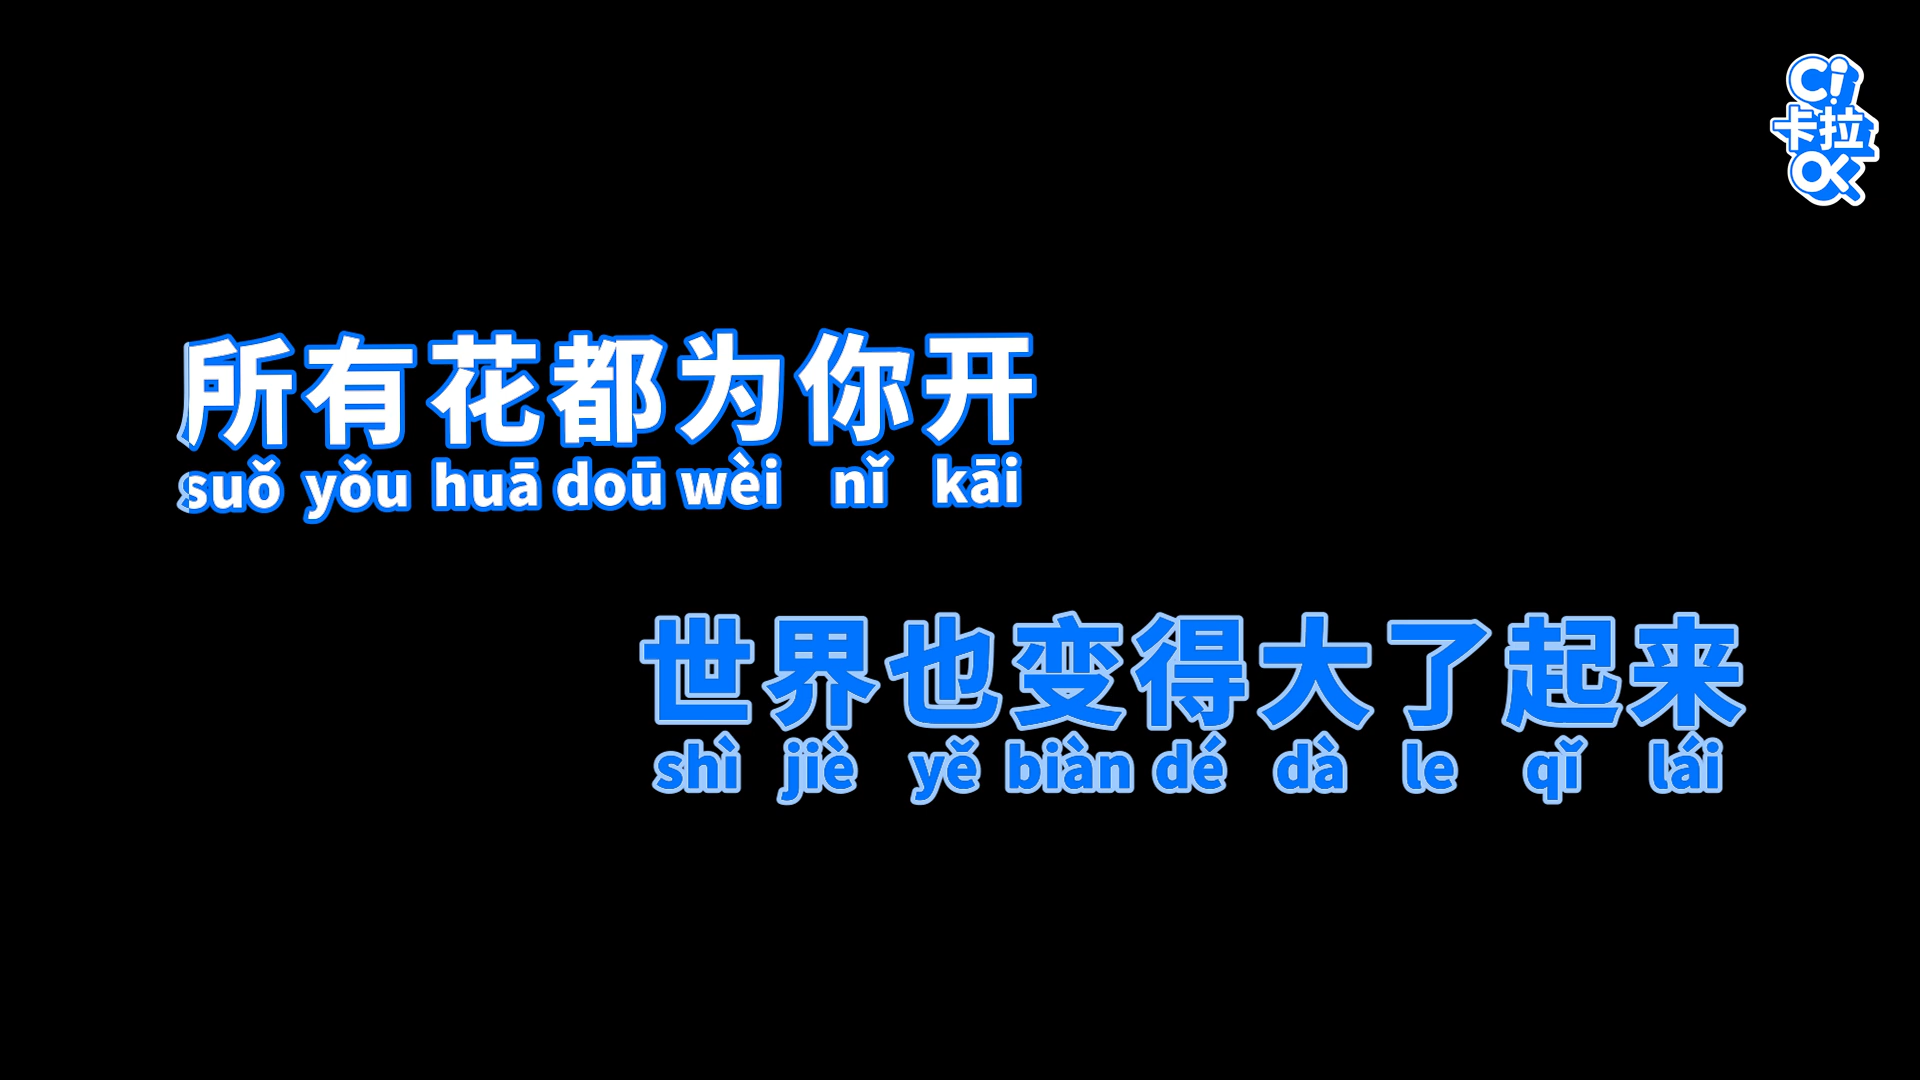 C!
卡拉
OK
所有花都为你开
suǒ yǒu huā doū wèi nǐ kāi
世界也变得大了起来
shì jiè yě biàn dé dà le qǐ lái